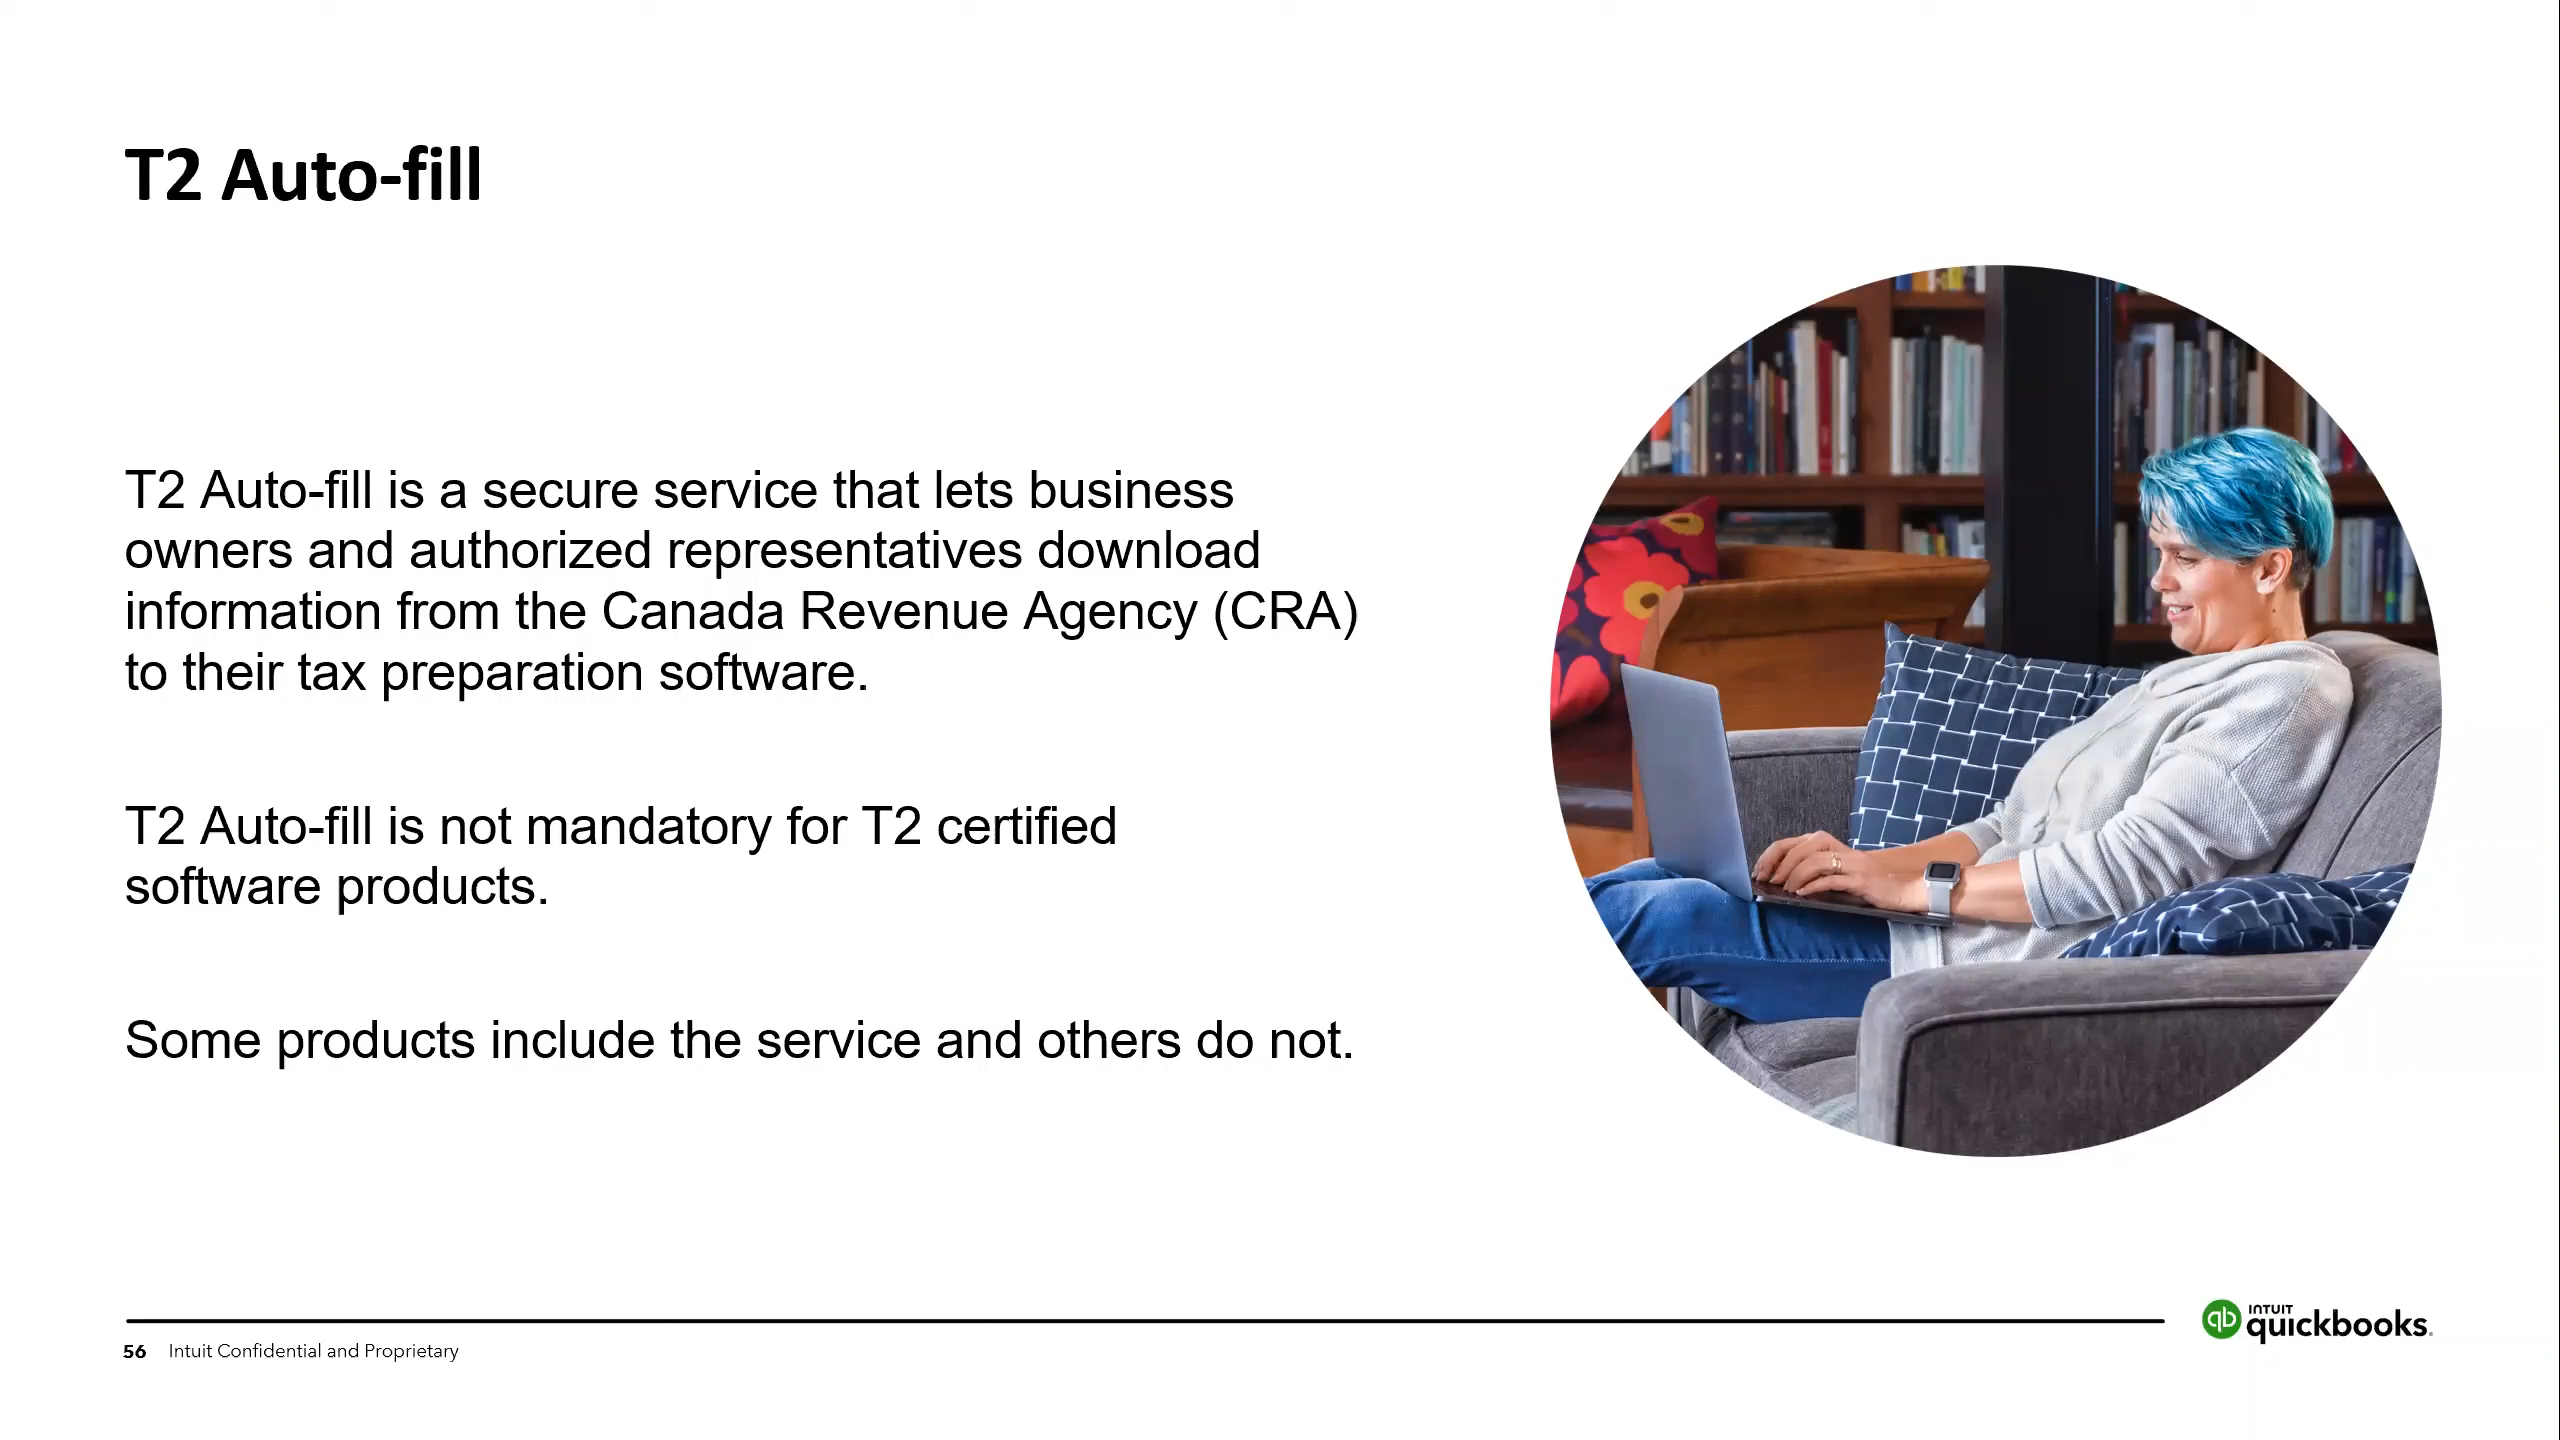 T2 Auto-fill
T2 Auto-fill is a secure service that lets business
owners and authorized representatives download
information from the Canada Revenue Agency (CRA)
to their tax preparation software.
T2 Auto-fill is not mandatory for T2 certified
software products.
Some products include the service and others do not.
56 Intuit Confidential and Proprietary
qb
INTUIT
quickbooks.